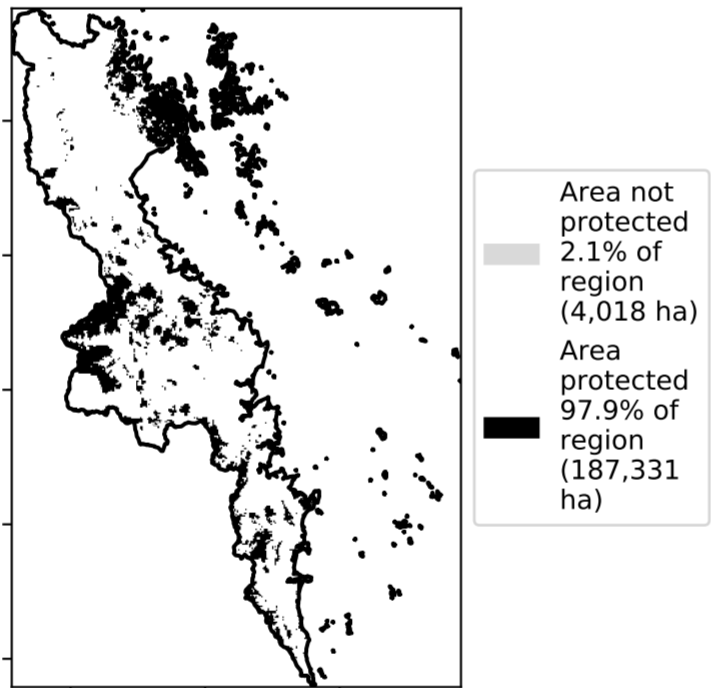 Area not
protected
2.1% of
region
(4,018 ha)
Area
protected
97.9% of
region
(187,331
ha)